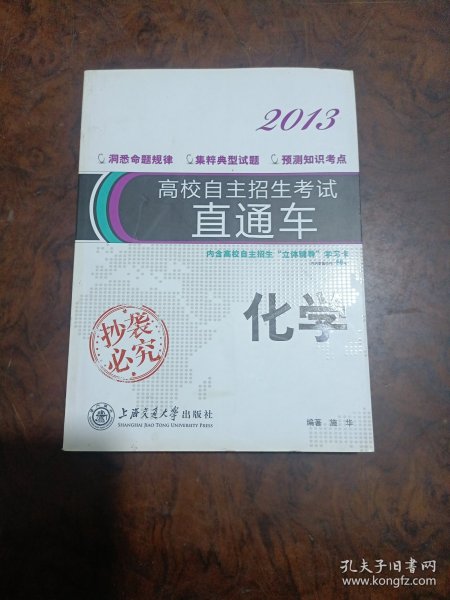 2013
洞悉命题规律 集粹典型试题 预测知识考点
高校自主招生考试
直通车
内含高校自主招生“立体辅导”学习卡
化学
抄袭
必究
上海交通大学出版社
SHANGHAI JIAO TONG UNIVERSITY PRESS
编著 施 华
孔夫子旧书网
www.kongfz.com